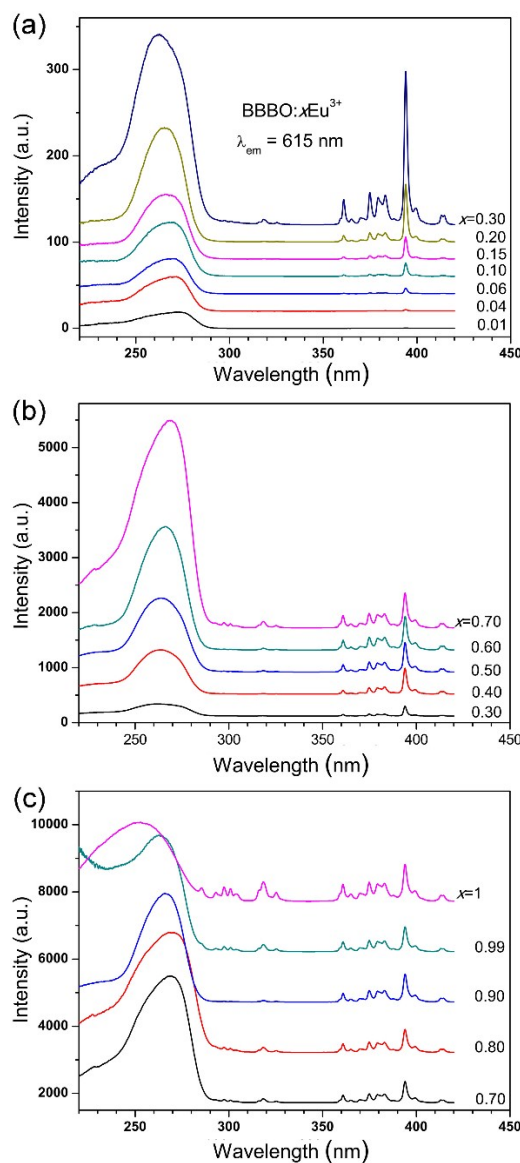 (a)
300
200
100
0
Intensity (a.u.)
BBBO:xEu³⁺
λem = 615 nm
x=0.30
0.20
0.15
0.10
0.06
0.04
0.01
250 300 350 400 450
Wavelength (nm)
(b)
5000
4000
3000
2000
1000
0
Intensity (a.u.)
x=0.70
0.60
0.50
0.40
0.30
250 300 350 400 450
Wavelength (nm)
(c)
10000
8000
6000
4000
2000
Intensity (a.u.)
x=1
0.99
0.90
0.80
0.70
250 300 350 400 450
Wavelength (nm)